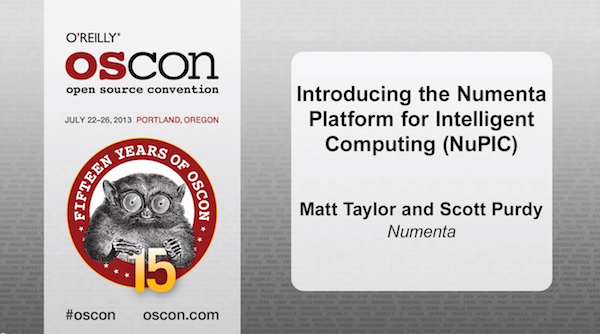 O'REILLY®
OSCON
open source convention
JULY 22–26, 2013 PORTLAND, OREGON
FIFTEEN YEARS OF OSCON
15
#oscon oscon.com
Introducing the Numenta
Platform for Intelligent
Computing (NuPIC)
Matt Taylor and Scott Purdy
Numenta